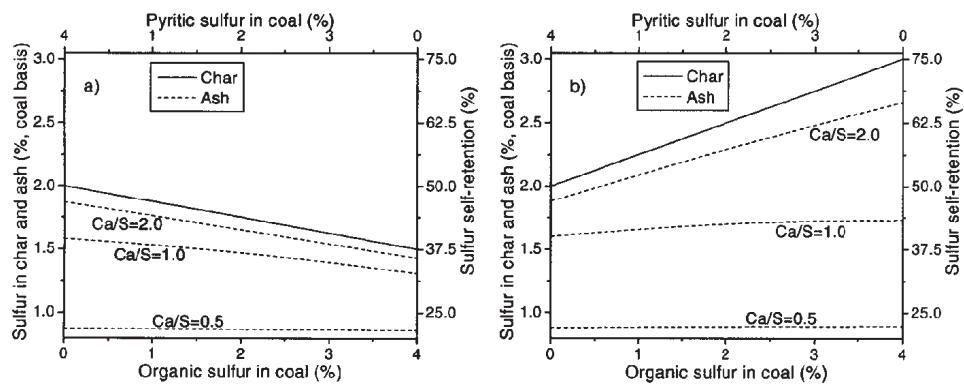 Pyritic sulfur in coal (%)
4 1 2 3 0
Sulfur in char and ash (%, coal basis)
3.0
2.5
2.0
1.5
1.0
a)
Char
Ash
Ca/S=2.0
Ca/S=1.0
Ca/S=0.5
75.0
62.5
50.0
37.5
25.0
Sulfur self-retention (%)
0 1 2 3 4
Organic sulfur in coal (%)
Pyritic sulfur in coal (%)
4 1 2 3 0
Sulfur in char and ash (%, coal basis)
3.0
2.5
2.0
1.5
1.0
b)
Char
Ash
Ca/S=2.0
Ca/S=1.0
Ca/S=0.5
75.0
62.5
50.0
37.5
25.0
Sulfur self-retention (%)
0 1 2 3 4
Organic sulfur in coal (%)